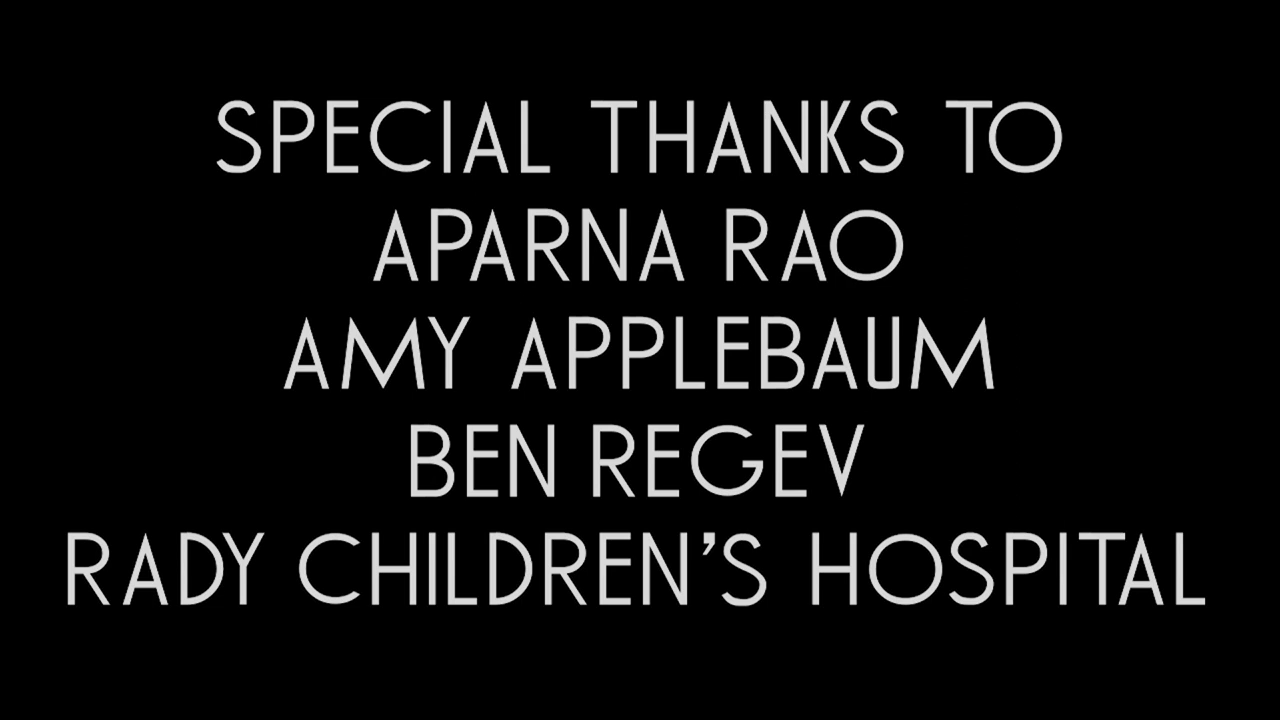 SPECIAL THANKS TO
APARNA RAO
AMY APPLEBAUM
BEN REGEV
RADY CHILDREN'S HOSPITAL